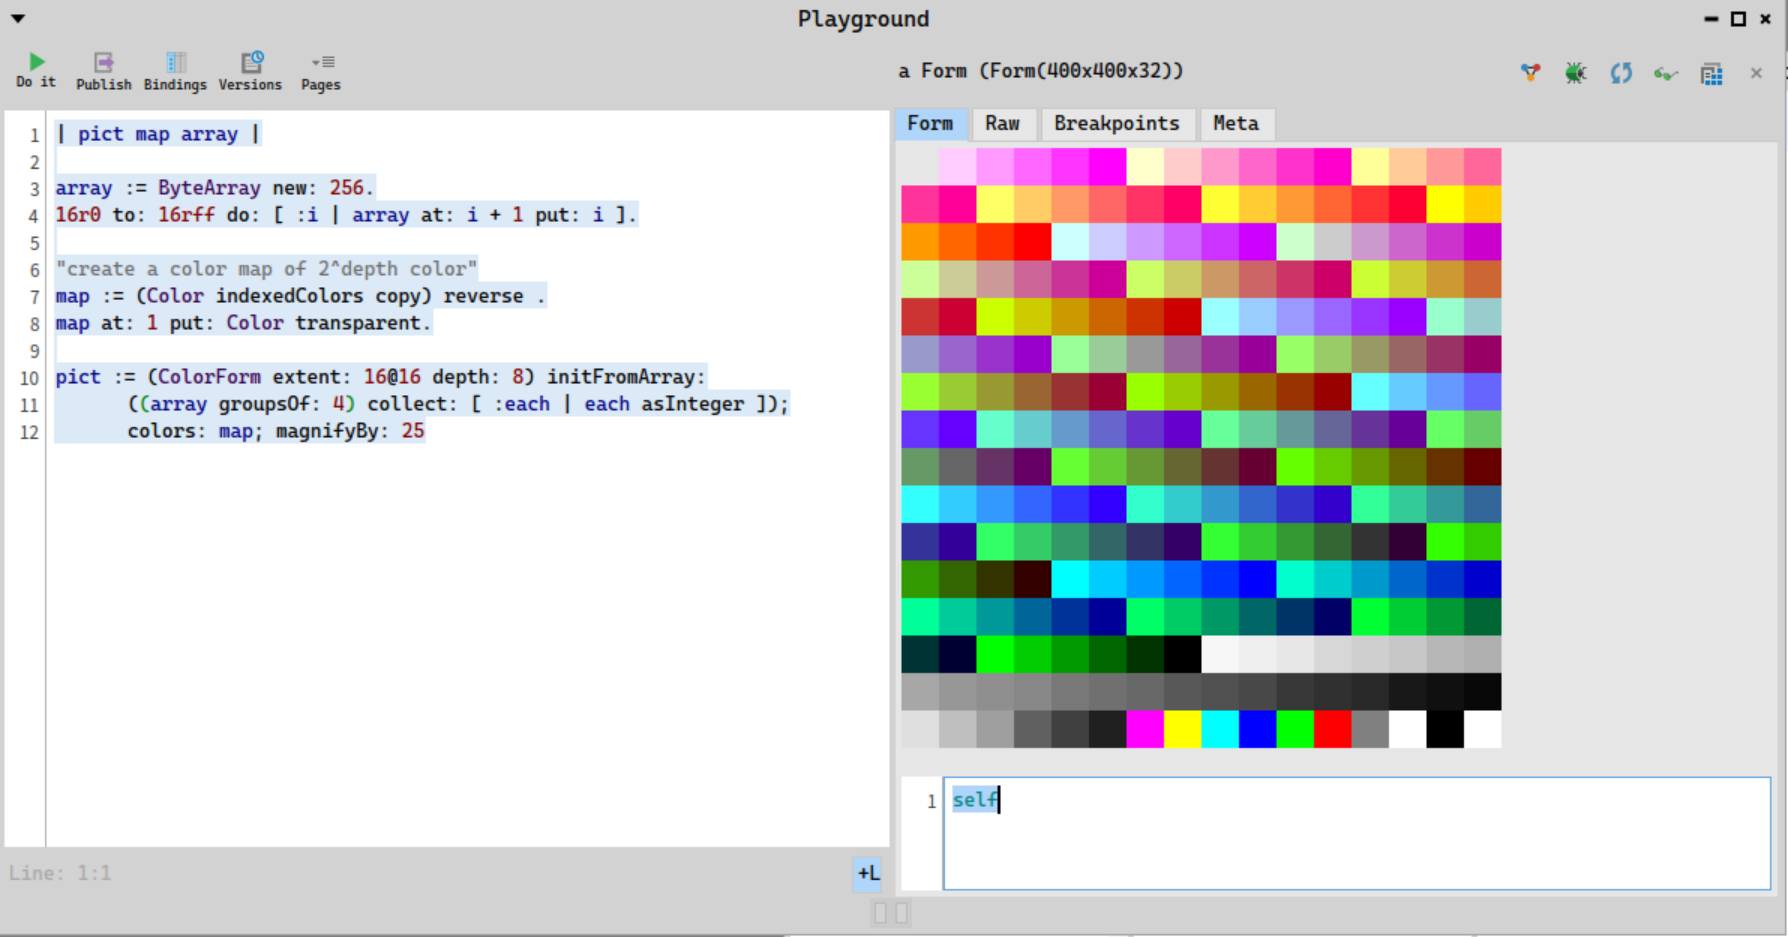 Playground
Do it
Publish
Bindings
Versions
Pages
a Form (Form(400x400x32))
Form
Raw
Breakpoints
Meta
1 | pict map array |
2
3 array := ByteArray new: 256.
4 16r0 to: 16rff do: [ :i | array at: i + 1 put: i ].
5
6 "create a color map of 2^depth color"
7 map := (Color indexedColors copy) reverse .
8 map at: 1 put: Color transparent.
9
10 pict := (ColorForm extent: 16@16 depth: 8) initFromArray:
11 ((array groupsOf: 4) collect: [ :each | each asInteger ]);
12 colors: map; magnifyBy: 25
1 self
Line: 1:1
+L